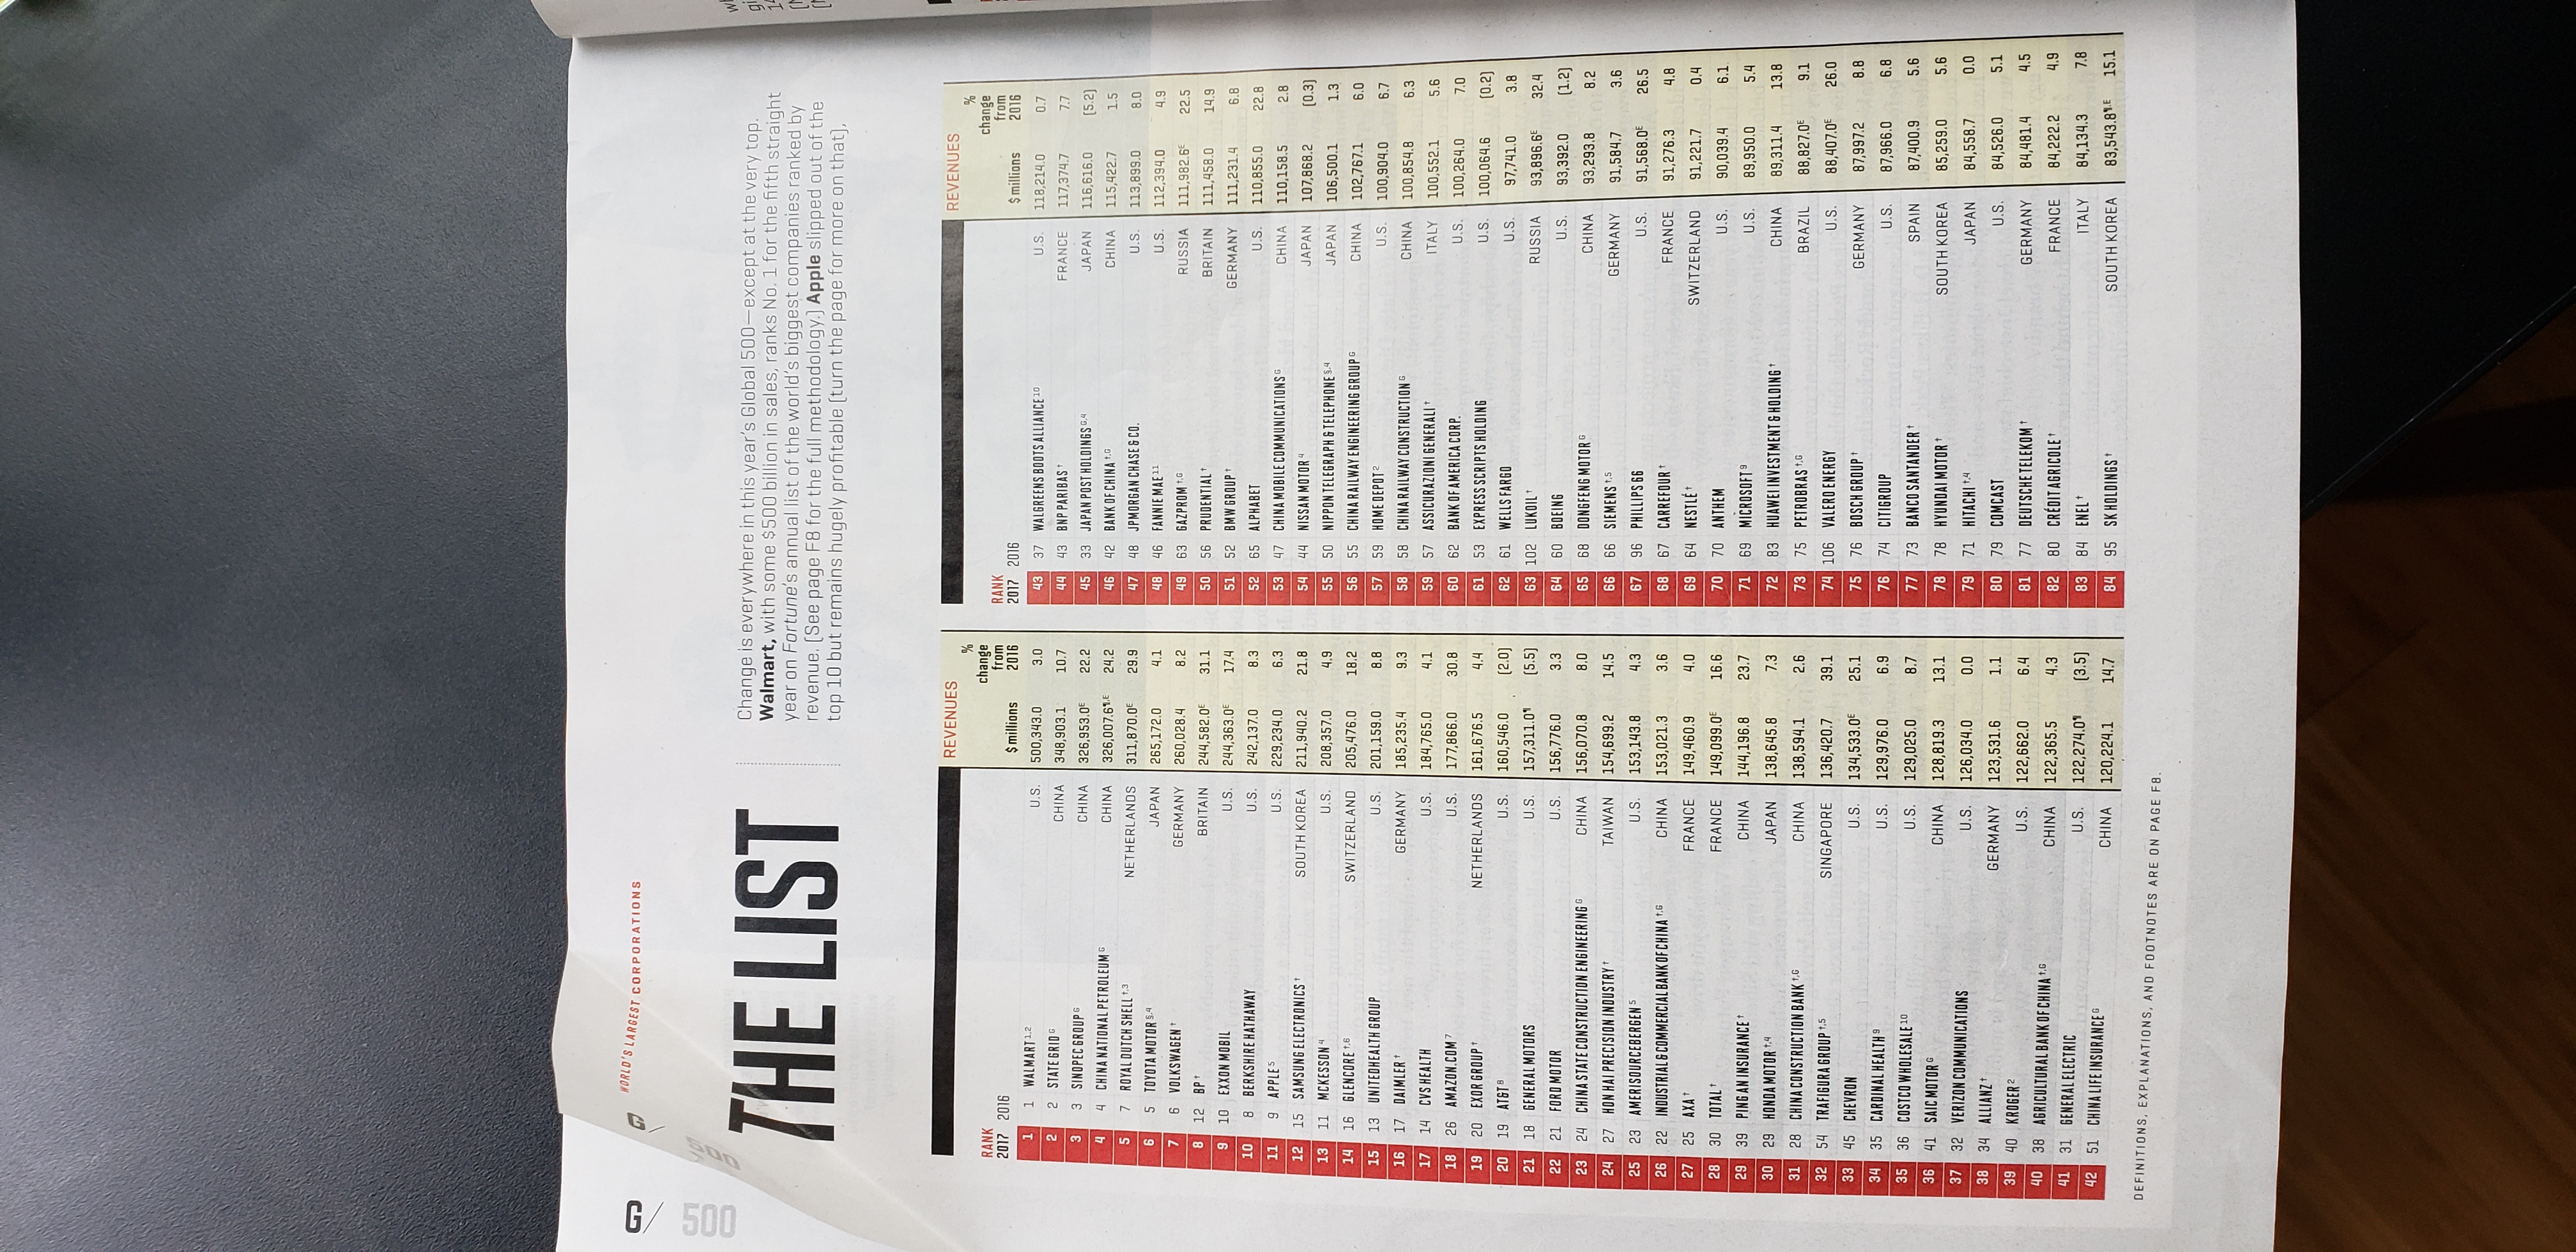 G/ 500
G/ 500
WORLD'S LARGEST CORPORATIONS
THE LIST
Change is everywhere in this year's Global 500—except at the very top.
Walmart, with some $500 billion in sales, ranks No. 1 for the fifth straight
year on Fortune's annual list of the world's biggest companies ranked by
revenue. (See page F8 for the full methodology.) Apple slipped out of the
top 10 but remains hugely profitable (turn the page for more on that),
REVENUES
%
change
from
RANK
2017 2016 $ millions 2016
1 1 WALMART 1,2 U.S. 500,343.0 3.0
2 2 STATE GRID G CHINA 348,903.1 10.7
3 3 SINOPEC GROUP G CHINA 326,953.0E 22.2
4 4 CHINA NATIONAL PETROLEUM G CHINA 326,007.6¶,E 24.2
5 7 ROYAL DUTCH SHELL †,3 NETHERLANDS 311,870.0E 29.9
6 5 TOYOTA MOTOR §,4 JAPAN 265,172.0 4.1
7 6 VOLKSWAGEN † GERMANY 260,028.4 8.2
8 12 BP † BRITAIN 244,582.0E 31.1
9 10 EXXON MOBIL U.S. 244,363.0E 17.4
10 8 BERKSHIRE HATHAWAY U.S. 242,137.0 8.3
11 9 APPLE 5 U.S. 229,234.0 6.3
12 15 SAMSUNG ELECTRONICS † SOUTH KOREA 211,940.2 21.8
13 11 MCKESSON 4 U.S. 208,357.0 4.9
14 16 GLENCORE †,6 SWITZERLAND 205,476.0 18.2
15 13 UNITEDHEALTH GROUP U.S. 201,159.0 8.8
16 17 DAIMLER † GERMANY 185,235.4 9.3
17 14 CVS HEALTH U.S. 184,765.0 4.1
18 26 AMAZON.COM 7 U.S. 177,866.0 30.8
19 20 EXOR GROUP † NETHERLANDS 161,676.5 4.4
20 19 AT&T 8 U.S. 160,546.0 (2.0)
21 18 GENERAL MOTORS U.S. 157,311.0¶ (5.5)
22 21 FORD MOTOR U.S. 156,776.0 3.3
23 24 CHINA STATE CONSTRUCTION ENGINEERING G CHINA 156,070.8 8.0
24 27 HON HAI PRECISION INDUSTRY † TAIWAN 154,699.2 14.5
25 23 AMERISOURCEBERGEN 5 U.S. 153,143.8 4.3
26 22 INDUSTRIAL & COMMERCIAL BANK OF CHINA †,G CHINA 153,021.3 3.6
27 25 AXA † FRANCE 149,460.9 4.0
28 30 TOTAL † FRANCE 149,099.0E 16.6
29 39 PING AN INSURANCE † CHINA 144,196.8 23.7
30 29 HONDA MOTOR †,4 JAPAN 138,645.8 7.3
31 28 CHINA CONSTRUCTION BANK †,G CHINA 138,594.1 2.6
32 54 TRAFIGURA GROUP †,5 SINGAPORE 136,420.7 39.1
33 45 CHEVRON U.S. 134,533.0E 25.1
34 35 CARDINAL HEALTH 9 U.S. 129,976.0 6.9
35 36 COSTCO WHOLESALE 10 U.S. 129,025.0 8.7
36 41 SAIC MOTOR G CHINA 128,819.3 13.1
37 32 VERIZON COMMUNICATIONS U.S. 126,034.0 0.0
38 34 ALLIANZ † GERMANY 123,531.6 1.1
39 40 KROGER 2 U.S. 122,662.0 6.4
40 38 AGRICULTURAL BANK OF CHINA †,G CHINA 122,365.5 4.3
41 31 GENERAL ELECTRIC U.S. 122,274.0¶ (3.5)
42 51 CHINA LIFE INSURANCE G CHINA 120,224.1 14.7
REVENUES
%
change
from
RANK
2017 2016 $ millions 2016
43 37 WALGREENS BOOTS ALLIANCE 10 U.S. 118,214.0 0.7
44 43 BNP PARIBAS † FRANCE 117,374.7 7.7
45 33 JAPAN POST HOLDINGS G,4 JAPAN 116,616.0 (5.2)
46 42 BANK OF CHINA †,G CHINA 115,422.7 1.5
47 48 JPMORGAN CHASE & CO. U.S. 113,899.0 8.0
48 46 FANNIE MAE 11 U.S. 112,394.0 4.9
49 63 GAZPROM †,G RUSSIA 111,982.6E 22.5
50 56 PRUDENTIAL † BRITAIN 111,458.0 14.9
51 52 BMW GROUP † GERMANY 111,231.4 6.8
52 65 ALPHABET U.S. 110,855.0 22.8
53 47 CHINA MOBILE COMMUNICATIONS G CHINA 110,158.5 2.8
54 44 NISSAN MOTOR 4 JAPAN 107,868.2 (0.3)
55 50 NIPPON TELEGRAPH & TELEPHONE §,4 JAPAN 106,500.1 1.3
56 55 CHINA RAILWAY ENGINEERING GROUP G CHINA 102,767.1 6.0
57 59 HOME DEPOT 2 U.S. 100,904.0 6.7
58 58 CHINA RAILWAY CONSTRUCTION G CHINA 100,854.8 6.3
59 57 ASSICURAZIONI GENERALI † ITALY 100,552.1 5.6
60 62 BANK OF AMERICA CORP. U.S. 100,264.0 7.0
61 53 EXPRESS SCRIPTS HOLDING U.S. 100,064.6 (0.2)
62 61 WELLS FARGO U.S. 97,741.0 3.8
63 102 LUKOIL † RUSSIA 93,896.6E 32.4
64 60 BOEING U.S. 93,392.0 (1.2)
65 68 DONGFENG MOTOR G CHINA 93,293.8 8.2
66 66 SIEMENS †,5 GERMANY 91,584.7 3.6
67 96 PHILLIPS 66 U.S. 91,568.0E 26.5
68 67 CARREFOUR † FRANCE 91,276.3 4.8
69 64 NESTLÉ † SWITZERLAND 91,221.7 0.4
70 70 ANTHEM U.S. 90,039.4 6.1
71 69 MICROSOFT 9 U.S. 89,950.0 5.4
72 83 HUAWEI INVESTMENT & HOLDING † CHINA 89,311.4 13.8
73 75 PETROBRAS †,G BRAZIL 88,827.0E 9.1
74 106 VALERO ENERGY U.S. 88,407.0E 26.0
75 76 BOSCH GROUP † GERMANY 87,997.2 8.8
76 74 CITIGROUP U.S. 87,966.0 6.8
77 73 BANCO SANTANDER † SPAIN 87,400.9 5.6
78 78 HYUNDAI MOTOR † SOUTH KOREA 85,259.0 5.6
79 71 HITACHI †,4 JAPAN 84,558.7 0.0
80 79 COMCAST U.S. 84,526.0 5.1
81 77 DEUTSCHE TELEKOM † GERMANY 84,481.4 4.5
82 80 CRÉDIT AGRICOLE † FRANCE 84,222.2 4.9
83 84 ENEL † ITALY 84,134.3 7.8
84 95 SK HOLDINGS † SOUTH KOREA 83,543.8¶,E 15.1
DEFINITIONS, EXPLANATIONS, AND FOOTNOTES ARE ON PAGE F8.